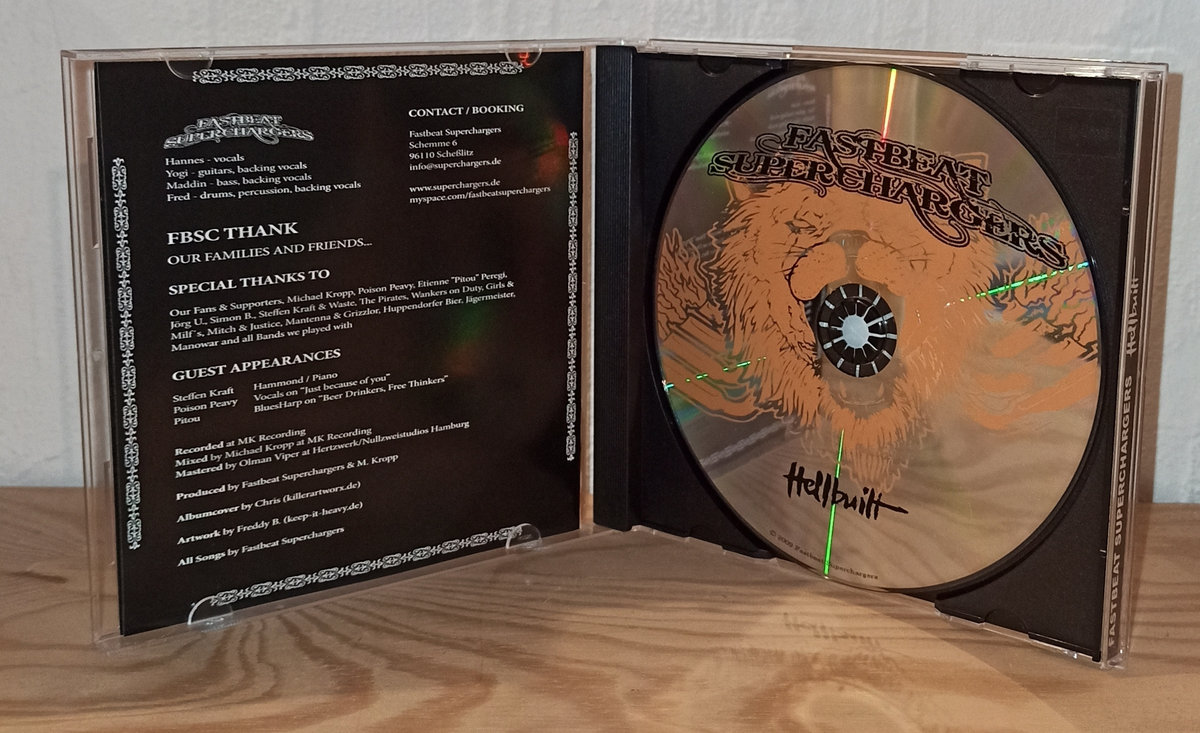 FASTBEAT
SUPERCHARGERS
Hannes - vocals
Yogi - guitars, backing vocals
Maddin - bass, backing vocals
Fred - drums, percussion, backing vocals
CONTACT / BOOKING
Fastbeat Superchargers
Schemme 6
96110 Scheßlitz
info@superchargers.de
www.superchargers.de
myspace.com/fastbeatsuperchargers
FBSC THANK
OUR FAMILIES AND FRIENDS...
SPECIAL THANKS TO
Our Fans & Supporters, Michael Kropp, Poison Peavy, Etienne "Pitou" Peregi,
Jörg U., Simon B., Steffen Kraft & Waste, The Pirates, Wankers on Duty, Girls &
Milf´s, Mitch & Justice, Mantenna & Grizzlor, Huppendorfer Bier, Jägermeister,
Manowar and all Bands we played with
GUEST APPEARANCES
Steffen Kraft Hammond / Piano
Poison Peavy Vocals on "Just because of you"
Pitou BluesHarp on "Beer Drinkers, Free Thinkers"
Recorded at MK Recording
Mixed by Michael Kropp at MK Recording
Mastered by Olman Viper at Hertzwerk/Nullzweistudios Hamburg
Produced by Fastbeat Superchargers & M. Kropp
Albumcover by Chris (killerartworx.de)
Artwork by Freddy B. (keep-it-heavy.de)
All Songs by Fastbeat Superchargers
FASTBEAT
SUPERCHARGERS
Hellbuilt
© 2009 Fastbeat Superchargers
FASTBEAT SUPERCHARGERS Hellbuilt